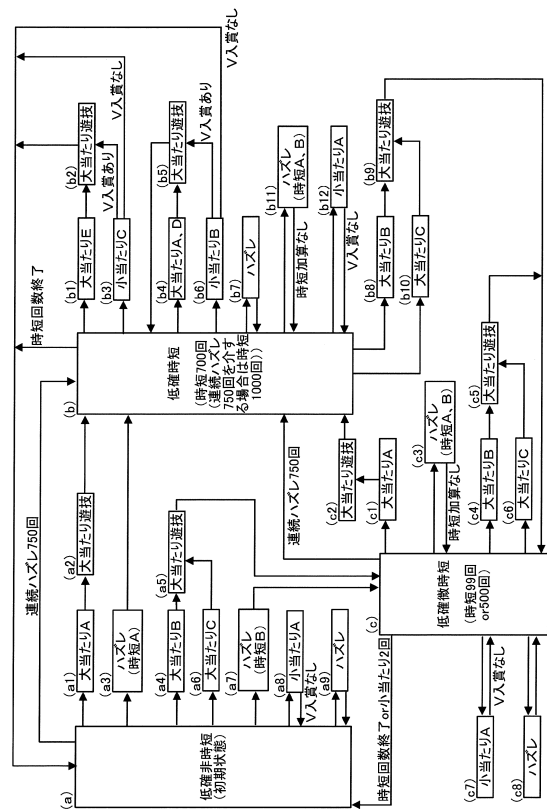 連続ハズレ750回
時短回数終了
(a)
低確非時短
(初期状態)
(a1)
大当たりA
(a2)
大当たり遊技
(a3)
ハズレ
(時短A)
(a4)
大当たりB
(a5)
大当たり遊技
(a6)
大当たりC
(a7)
ハズレ
(時短B)
(a8)
小当たりA
V入賞なし
(a9)
ハズレ
時短回数終了or小当たり2回
(b)
低確時短
(時短700回
(連続ハズレ
750回を介す
る場合は時短
1000回))
(b1)
大当たりE
(b2)
大当たり遊技
V入賞あり
(b3)
小当たりC
V入賞なし
(b4)
大当たりA、D
(b5)
大当たり遊技
V入賞あり
(b6)
小当たりB
V入賞なし
(b7)
ハズレ
(b11)
ハズレ
(時短A、B)
時短加算なし
(b12)
小当たりA
V入賞なし
(b8)
大当たりB
(b9)
大当たり遊技
(b10)
大当たりC
連続ハズレ750回
(c)
低確微時短
(時短99回
or500回)
(c1)
大当たりA
(c2)
大当たり遊技
(c3)
ハズレ
(時短A、B)
時短加算なし
(c4)
大当たりB
(c5)
大当たり遊技
(c6)
大当たりC
(c7)
小当たりA
V入賞なし
(c8)
ハズレ